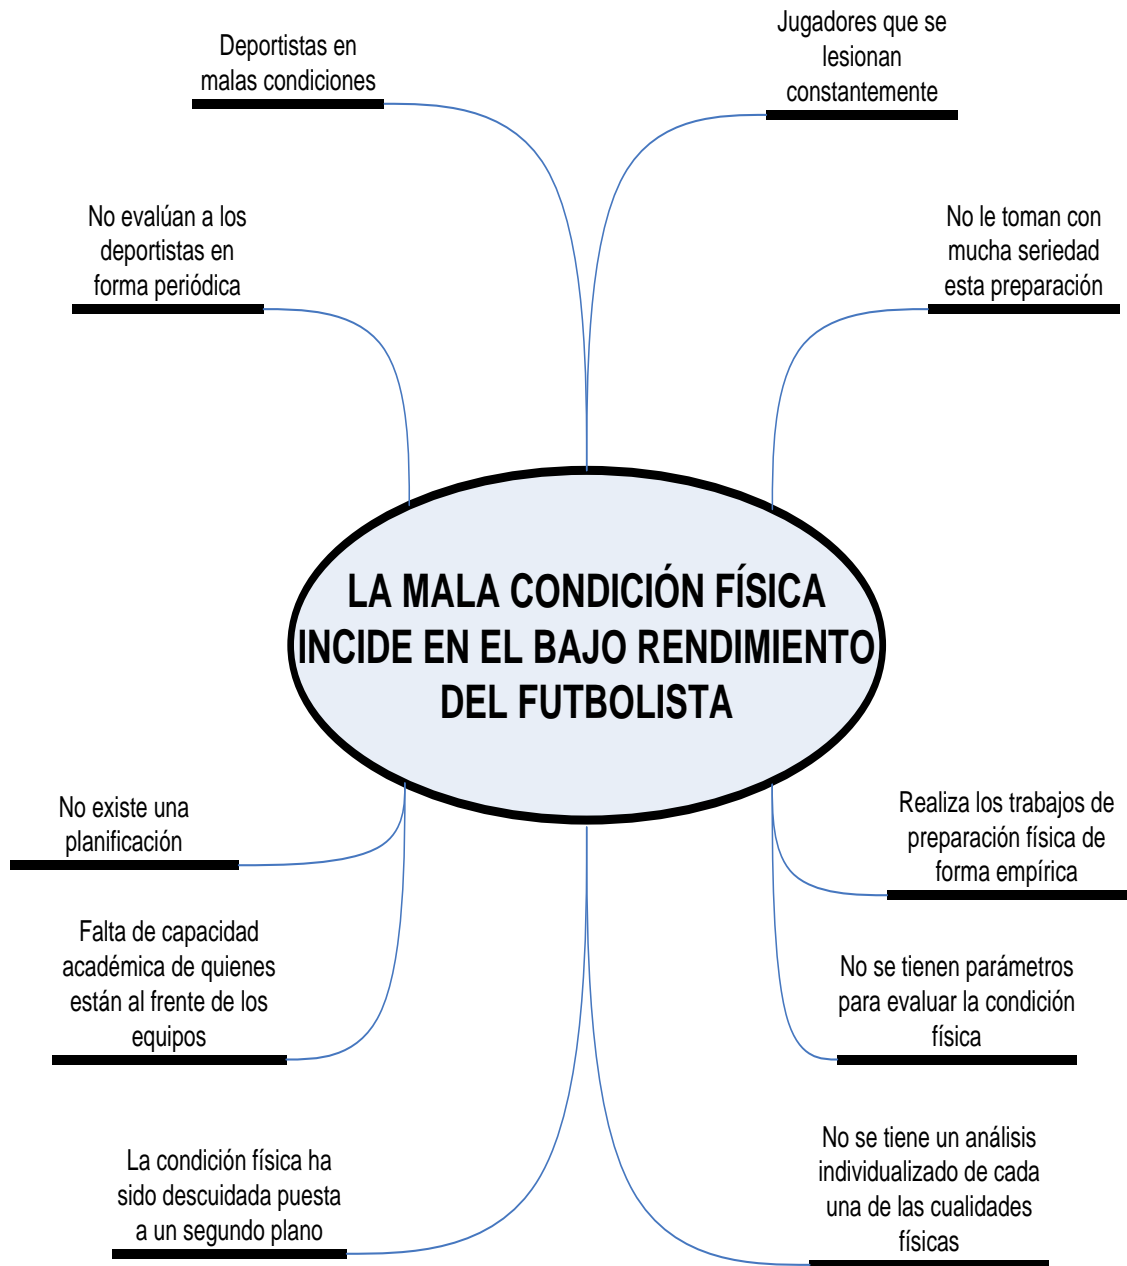 Deportistas en
malas condiciones
Jugadores que se
lesionan
constantemente
No evalúan a los
deportistas en
forma periódica
No le toman con
mucha seriedad
esta preparación
LA MALA CONDICIÓN FÍSICA
INCIDE EN EL BAJO RENDIMIENTO
DEL FUTBOLISTA
No existe una
planificación
Realiza los trabajos de
preparación física de
forma empírica
Falta de capacidad
académica de quienes
están al frente de los
equipos
No se tienen parámetros
para evaluar la condición
física
La condición física ha
sido descuidada puesta
a un segundo plano
No se tiene un análisis
individualizado de cada
una de las cualidades
físicas